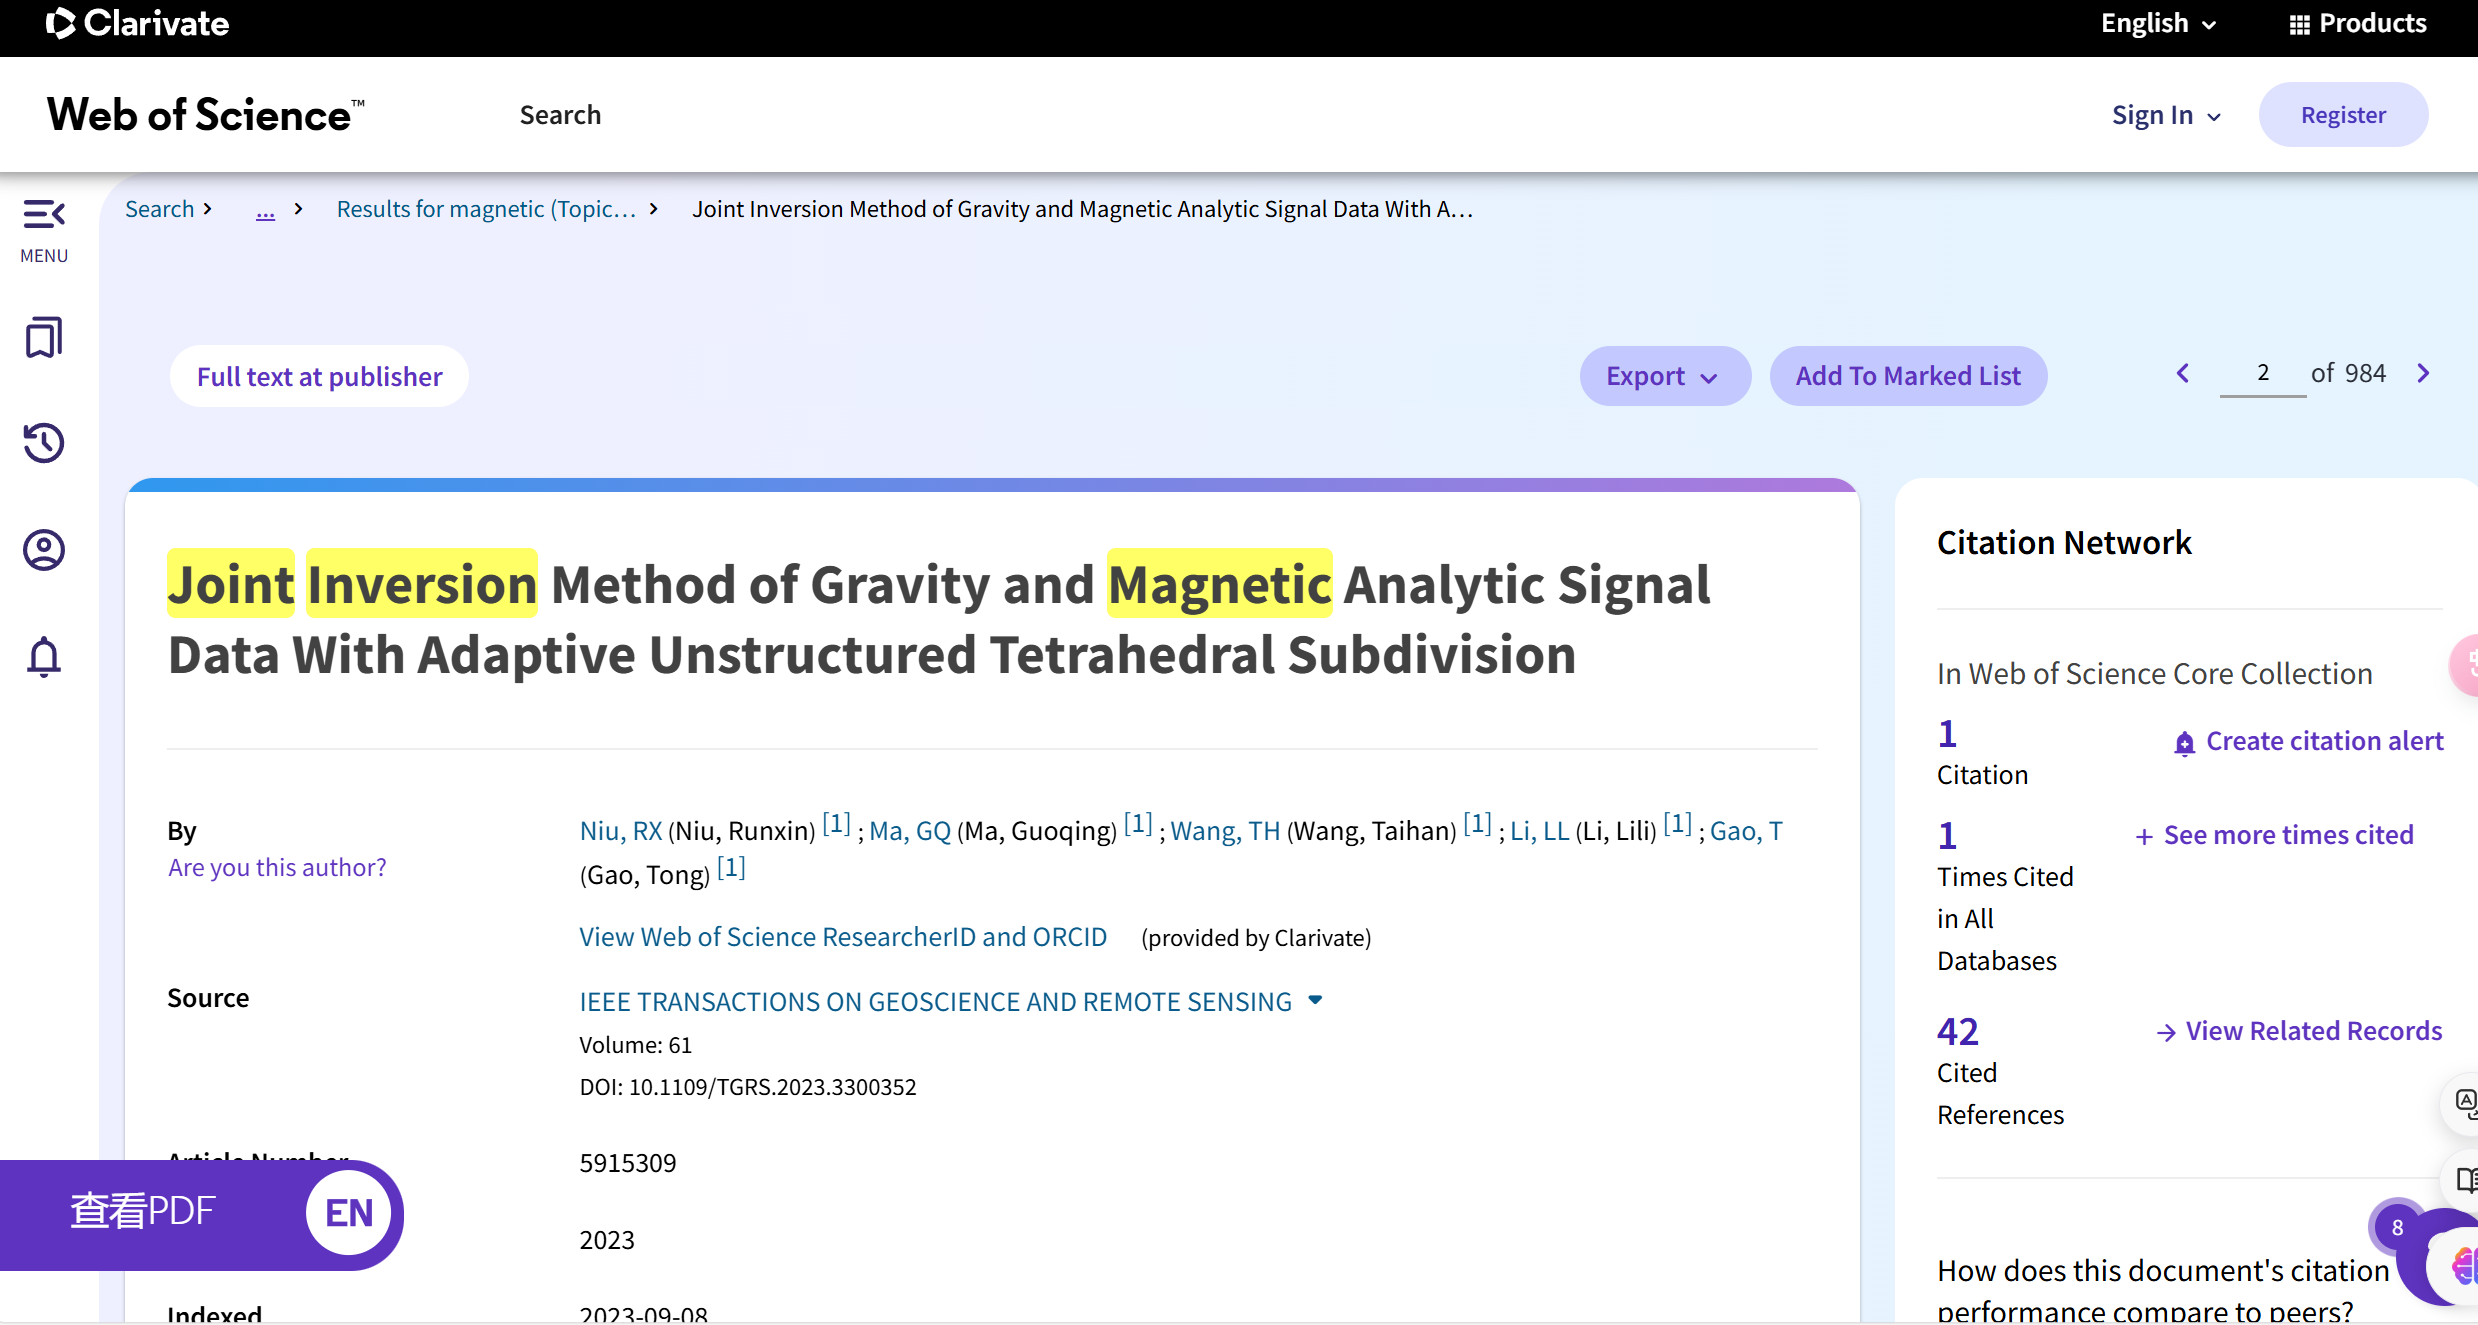 Clarivate
English
Products
Web of Science™
Search
Sign In
Register
MENU
Search
...
Results for magnetic (Topic…
Joint Inversion Method of Gravity and Magnetic Analytic Signal Data With A…
Full text at publisher
Export
Add To Marked List
2 of 984
Joint Inversion Method of Gravity and Magnetic Analytic Signal
Data With Adaptive Unstructured Tetrahedral Subdivision
By
Are you this author?
Niu, RX (Niu, Runxin) [1] ; Ma, GQ (Ma, Guoqing) [1] ; Wang, TH (Wang, Taihan) [1] ; Li, LL (Li, Lili) [1] ; Gao, T
(Gao, Tong) [1]
View Web of Science ResearcherID and ORCID (provided by Clarivate)
Source
IEEE TRANSACTIONS ON GEOSCIENCE AND REMOTE SENSING
Volume: 61
DOI: 10.1109/TGRS.2023.3300352
Article Number
5915309
查看PDF
EN
2023
Indexed
2023-09-08
Citation Network
In Web of Science Core Collection
1
Citation
Create citation alert
1
Times Cited
in All
Databases
+ See more times cited
42
Cited
References
View Related Records
8
How does this document's citation
performance compare to peers?